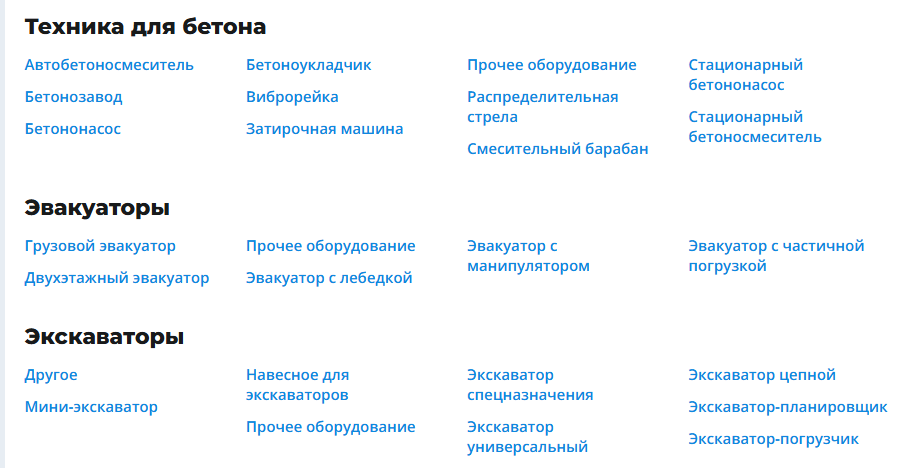 Техника для бетона
Автобетоносмеситель
Бетонозавод
Бетононасос
Бетоноукладчик
Виброрейка
Затирочная машина
Прочее оборудование
Распределительная
стрела
Смесительный барабан
Стационарный
бетононасос
Стационарный
бетоносмеситель
Эвакуаторы
Грузовой эвакуатор
Двухэтажный эвакуатор
Прочее оборудование
Эвакуатор с лебедкой
Эвакуатор с
манипулятором
Эвакуатор с частичной
погрузкой
Экскаваторы
Другое
Мини-экскаватор
Навесное для
экскаваторов
Прочее оборудование
Экскаватор
спецназначения
Экскаватор
универсальный
Экскаватор цепной
Экскаватор-планировщик
Экскаватор-погрузчик